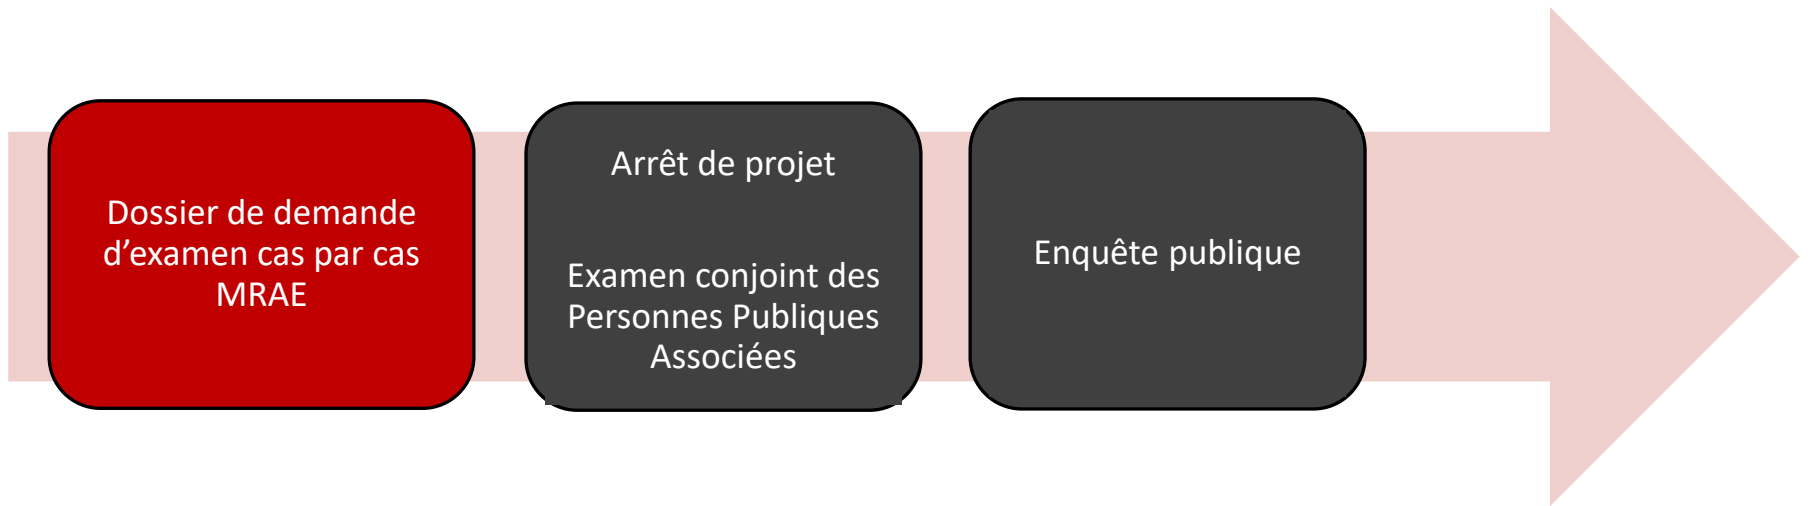 Dossier de demande
d’examen cas par cas
MRAE
Arrêt de projet
Examen conjoint des
Personnes Publiques
Associées
Enquête publique